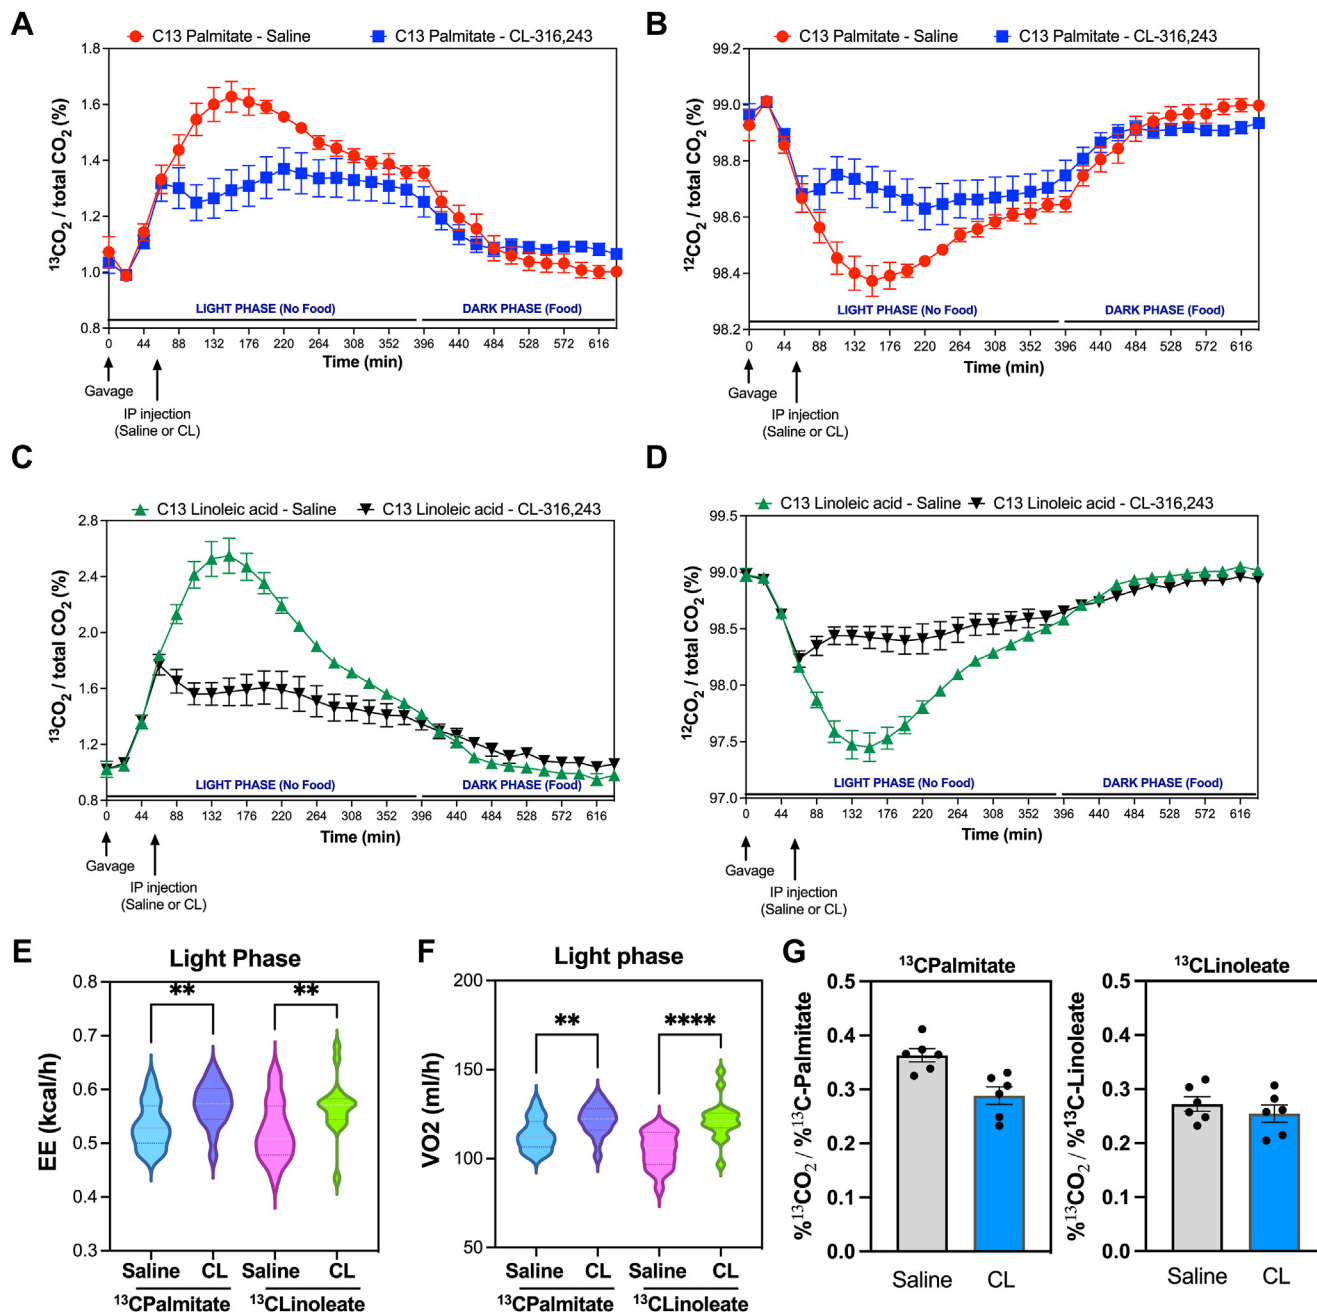 A
C13 Palmitate - Saline
C13 Palmitate - CL-316,243
¹³CO₂ / total CO₂ (%)
1.8
1.6
1.4
1.2
1.0
0.8
LIGHT PHASE (No Food)
DARK PHASE (Food)
0 44 88 132 176 220 264 308 352 396 440 484 528 572 616
Time (min)
Gavage
IP injection
(Saline or CL)
B
C13 Palmitate - Saline
C13 Palmitate - CL-316,243
¹²CO₂ / total CO₂ (%)
99.2
99.0
98.8
98.6
98.4
98.2
LIGHT PHASE (No Food)
DARK PHASE (Food)
0 44 88 132 176 220 264 308 352 396 440 484 528 572 616
Time (min)
Gavage
IP injection
(Saline or CL)
C
C13 Linoleic acid - Saline
C13 Linoleic acid - CL-316,243
¹³CO₂ / total CO₂ (%)
2.8
2.4
2.0
1.6
1.2
0.8
LIGHT PHASE (No Food)
DARK PHASE (Food)
0 44 88 132 176 220 264 308 352 396 440 484 528 572 616
Time (min)
Gavage
IP injection
(Saline or CL)
D
C13 Linoleic acid - Saline
C13 Linoleic acid - CL-316,243
¹²CO₂ / total CO₂ (%)
99.5
99.0
98.5
98.0
97.5
97.0
LIGHT PHASE (No Food)
DARK PHASE (Food)
0 44 88 132 176 220 264 308 352 396 440 484 528 572 616
Time (min)
Gavage
IP injection
(Saline or CL)
E
Light Phase
EE (kcal/h)
0.8
0.7
0.6
0.5
0.4
0.3
** **
Saline CL Saline CL
¹³CPalmitate ¹³CLinoleate
F
Light phase
VO2 (ml/h)
200
150
100
50
** ****
Saline CL Saline CL
¹³CPalmitate ¹³CLinoleate
G
¹³CPalmitate
%¹³CO₂ / %¹³C-Palmitate
0.5
0.4
0.3
0.2
0.1
0.0
Saline CL
¹³CLinoleate
%¹³CO₂ / %¹³C-Linoleate
0.5
0.4
0.3
0.2
0.1
0.0
Saline CL